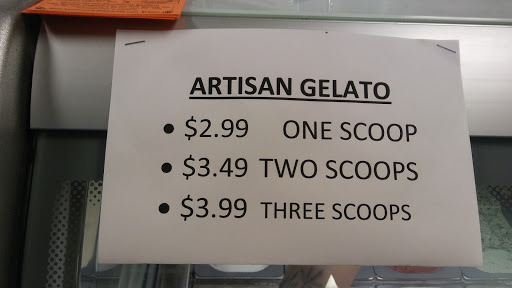 ARTISAN GELATO
• $2.99 ONE SCOOP
• $3.49 TWO SCOOPS
• $3.99 THREE SCOOPS